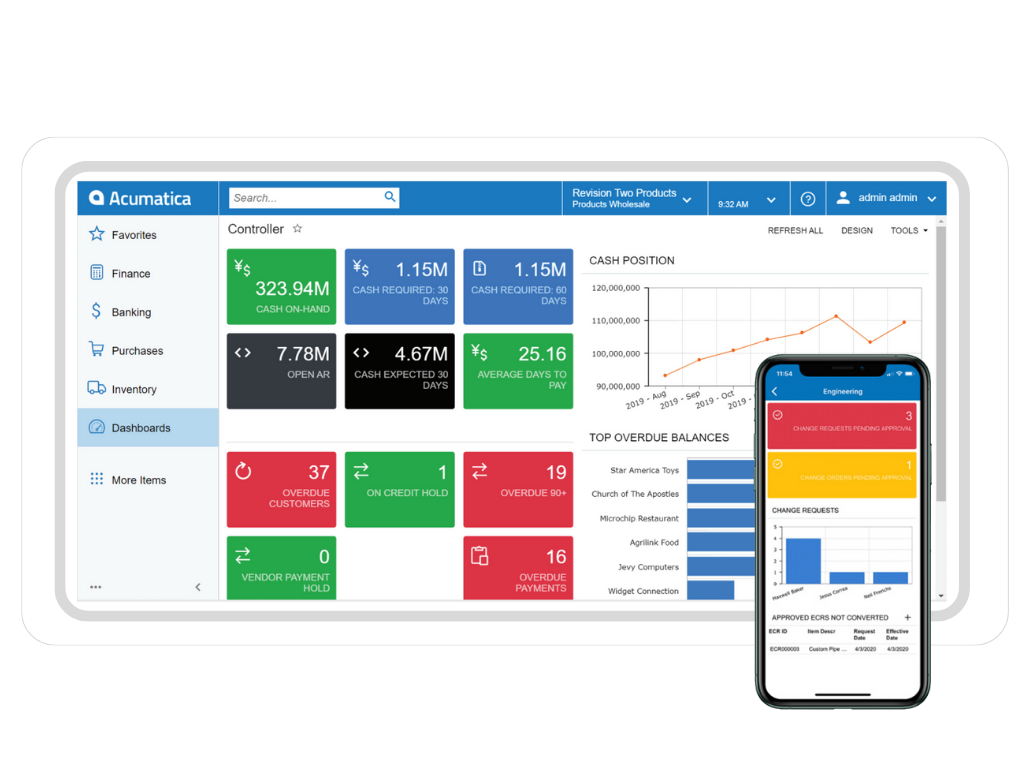 Acumatica
Search...
Revision Two Products
Products Wholesale
9:32 AM
?
admin admin
Favorites
Finance
Banking
Purchases
Inventory
Dashboards
More Items
Controller
REFRESH ALL
DESIGN
TOOLS
¥$
323.94M
CASH ON-HAND
¥$
1.15M
CASH REQUIRED: 30
DAYS
1.15M
CASH REQUIRED: 60
DAYS
7.78M
OPEN AR
4.67M
CASH EXPECTED 30
DAYS
¥$
25.16
AVERAGE DAYS TO
PAY
37
OVERDUE
CUSTOMERS
1
ON CREDIT HOLD
19
OVERDUE 90+
0
VENDOR PAYMENT
HOLD
16
OVERDUE
PAYMENTS
CASH POSITION
120,000,000
110,000,000
100,000,000
90,000,000
2019 - Aug
2019 - Sep
2019 - Oct
2019 -
TOP OVERDUE BALANCES
Star America Toys
Church of The Apostles
Microchip Restaurant
Agrilink Food
Jevy Computers
Widget Connection
11:54
Engineering
3
CHANGE REQUESTS PENDING APPROVAL
1
CHANGE ORDERS PENDING APPROVAL
CHANGE REQUESTS
5
4
3
2
1
0
Maxwell Baker
Jesus Correa
APPROVED ECRS NOT CONVERTED
ECR ID
Item Descr
Request
Date
Effective
Date
ECR000003
Custom Pipe ...
4/3/2020
4/3/2020